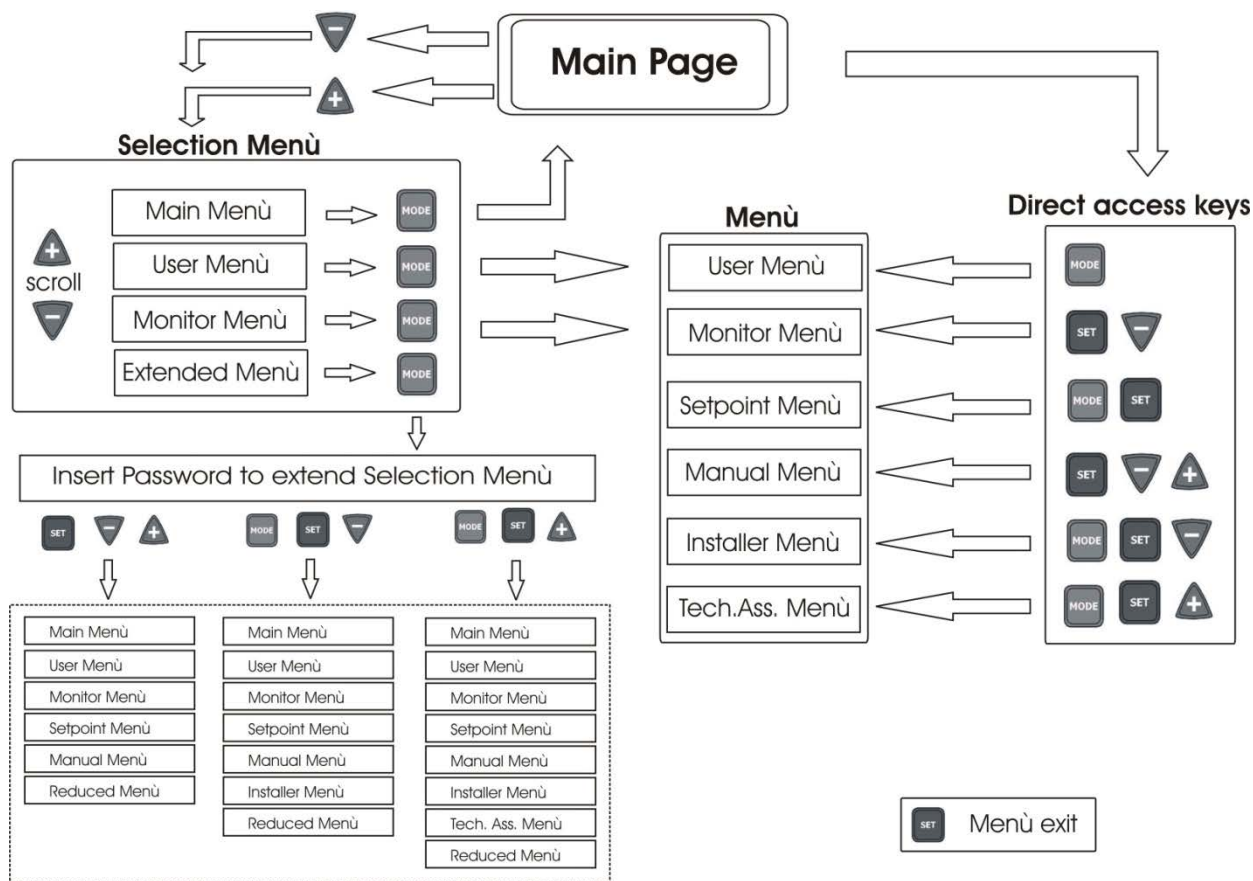 −
Main Page
+
Selection Menù
Main Menù
MODE
+
scroll
−
User Menù
MODE
Monitor Menù
MODE
Extended Menù
MODE
Insert Password to extend Selection Menù
SET − +
MODE SET −
MODE SET +
Main Menù
User Menù
Monitor Menù
Setpoint Menù
Manual Menù
Reduced Menù
Main Menù
User Menù
Monitor Menù
Setpoint Menù
Manual Menù
Installer Menù
Reduced Menù
Main Menù
User Menù
Monitor Menù
Setpoint Menù
Manual Menù
Installer Menù
Tech. Ass. Menù
Reduced Menù
Menù
User Menù
Monitor Menù
Setpoint Menù
Manual Menù
Installer Menù
Tech.Ass. Menù
Direct access keys
MODE
SET −
MODE SET
SET − +
MODE SET −
MODE SET +
SET Menù exit